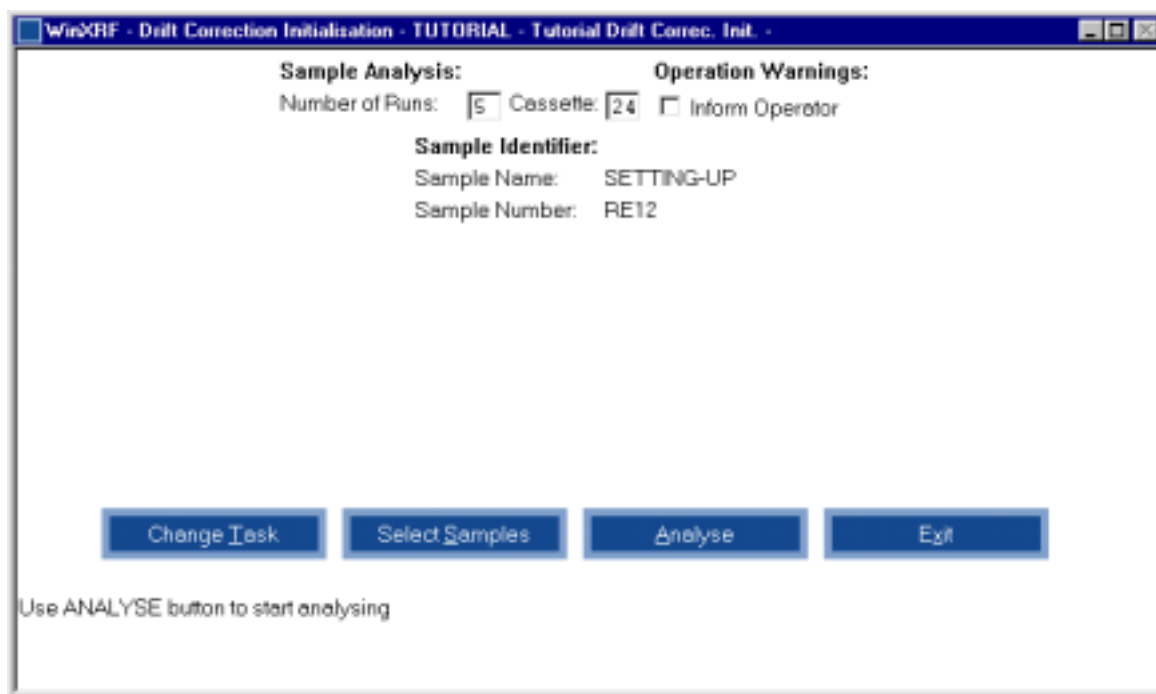 WinXRF - Drift Correction Initialisation - TUTORIAL - Tutorial Drift Correc. Init. -
Sample Analysis: Operation Warnings:
Number of Runs: 5 Cassette: 24 Inform Operator
Sample Identifier:
Sample Name: SETTING-UP
Sample Number: RE12
Change Task Select Samples Analyse Exit
Use ANALYSE button to start analysing